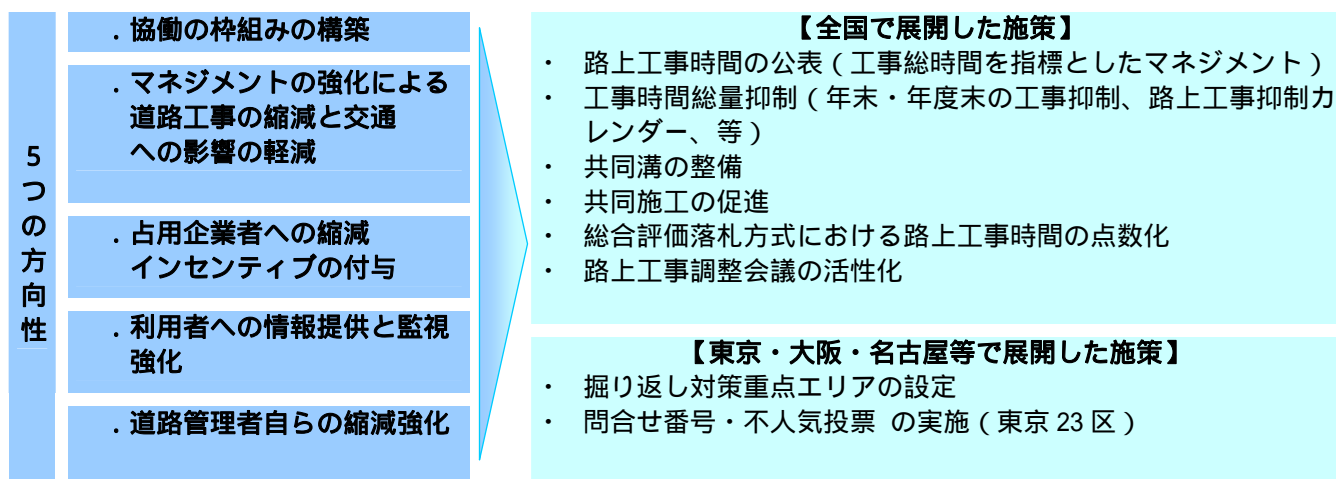 5つの方向性
．協働の枠組みの構築
．マネジメントの強化による
道路工事の縮減と交通
への影響の軽減
．占用企業者への縮減
インセンティブの付与
．利用者への情報提供と監視
強化
．道路管理者自らの縮減強化
【全国で展開した施策】
・ 路上工事時間の公表（工事総時間を指標としたマネジメント）
・ 工事時間総量抑制（年末・年度末の工事抑制、路上工事抑制カ
レンダー、等）
・ 共同溝の整備
・ 共同施工の促進
・ 総合評価落札方式における路上工事時間の点数化
・ 路上工事調整会議の活性化
【東京・大阪・名古屋等で展開した施策】
・ 掘り返し対策重点エリアの設定
・ 問合せ番号・不人気投票 の実施（東京23区）